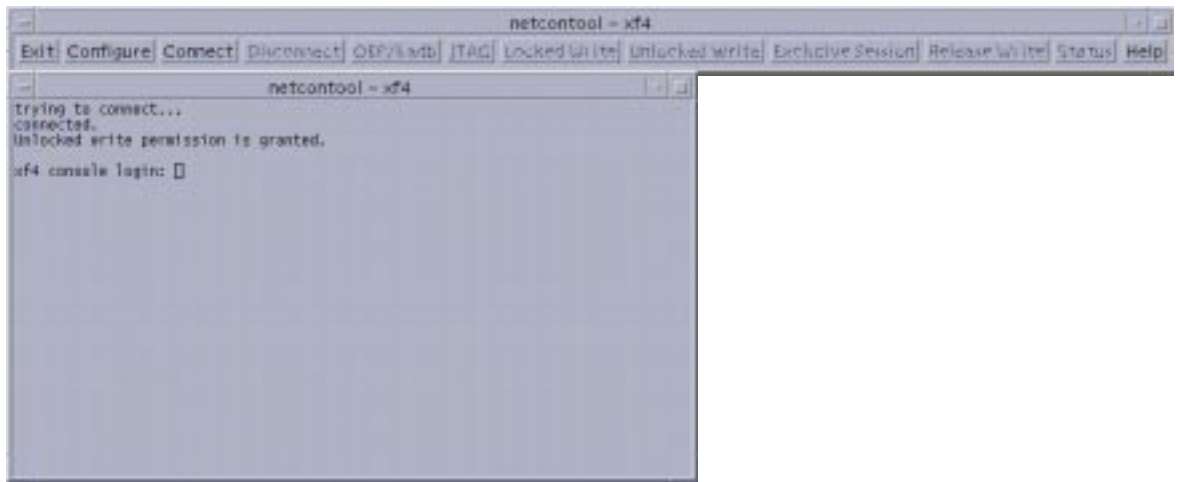 netcontool – xf4
Exit Configure Connect Disconnect OBP/kadb JTAG Locked Write Unlocked Write Exclusive Session Release Write Status Help
netcontool – xf4
trying to connect...
connected.
Unlocked write permission is granted.
xf4 console login: